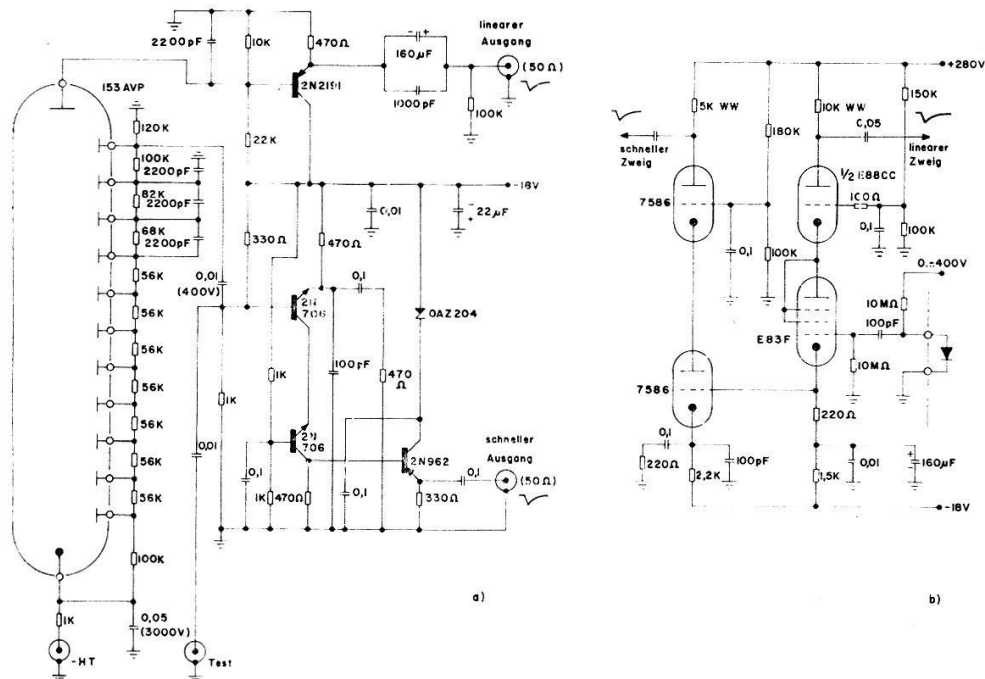 2200pF
10K
470Ω
160µF
1000pF
linearer
Ausgang
(50Ω)
100K
2N2191
153 AVP
120K
100K
2200pF
82K
2200pF
68K
2200pF
56K
56K
56K
56K
56K
56K
56K
100K
0,01
(400V)
22K
330Ω
470Ω
0,01
-18V
22µF
2N
706
0,1
OAZ204
1K
1K
100pF
470
Ω
2N
706
2N962
0,01
0,1
1K
470Ω
0,1
330Ω
0,1
schneller
Ausgang
(50Ω)
1K
0,05
(3000V)
-HT
Test
a)
+280V
5K WW
180K
10K WW
150K
0,05
schneller
Zweig
linearer
Zweig
1/2 E88CC
7586
100Ω
0,1
100K
0,1
100K
0...±400V
10MΩ
100pF
E83F
10MΩ
7586
220Ω
0,1
220Ω
100pF
2,2K
1,5K
0,01
160µF
-18V
b)